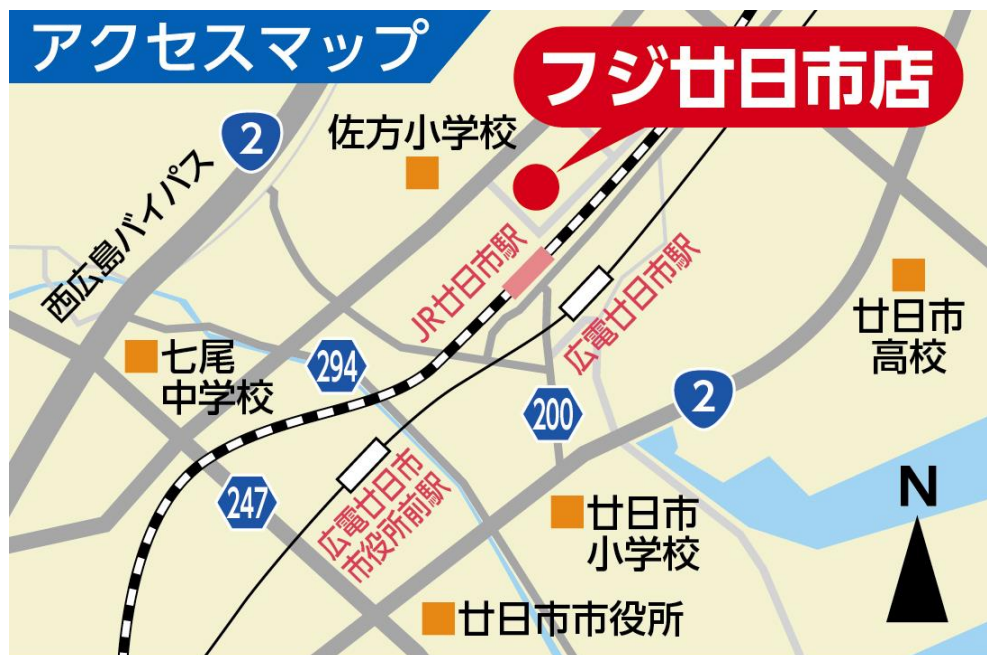 アクセスマップ
フジ廿日市店
2
佐方小学校
西広島バイパス
JR廿日市駅
広電廿日市駅
廿日市
高校
七尾
中学校
294
2
200
247
広電廿日市
市役所前駅
廿日市
小学校
N
廿日市市役所